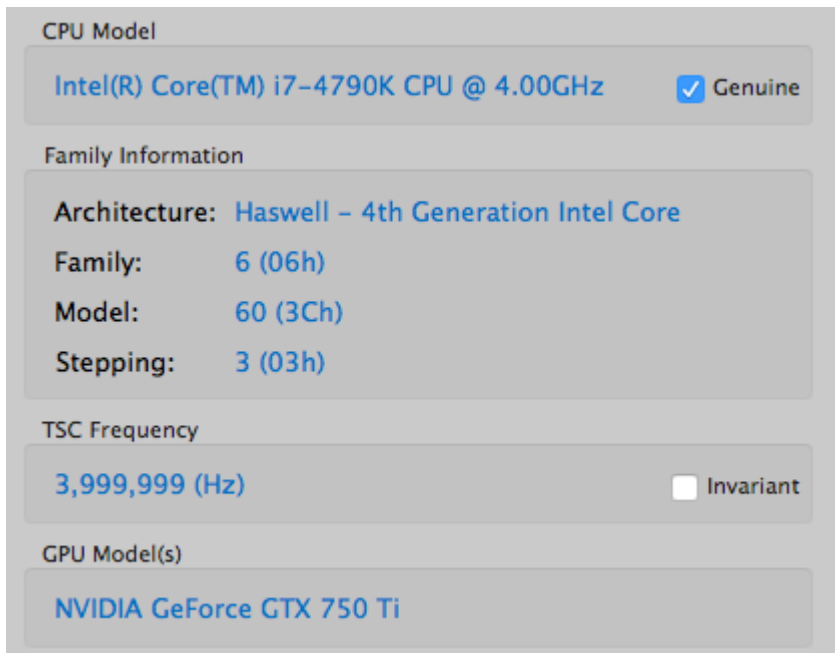 CPU Model
Intel(R) Core(TM) i7-4790K CPU @ 4.00GHz Genuine
Family Information
Architecture: Haswell - 4th Generation Intel Core
Family: 6 (06h)
Model: 60 (3Ch)
Stepping: 3 (03h)
TSC Frequency
3,999,999 (Hz) Invariant
GPU Model(s)
NVIDIA GeForce GTX 750 Ti